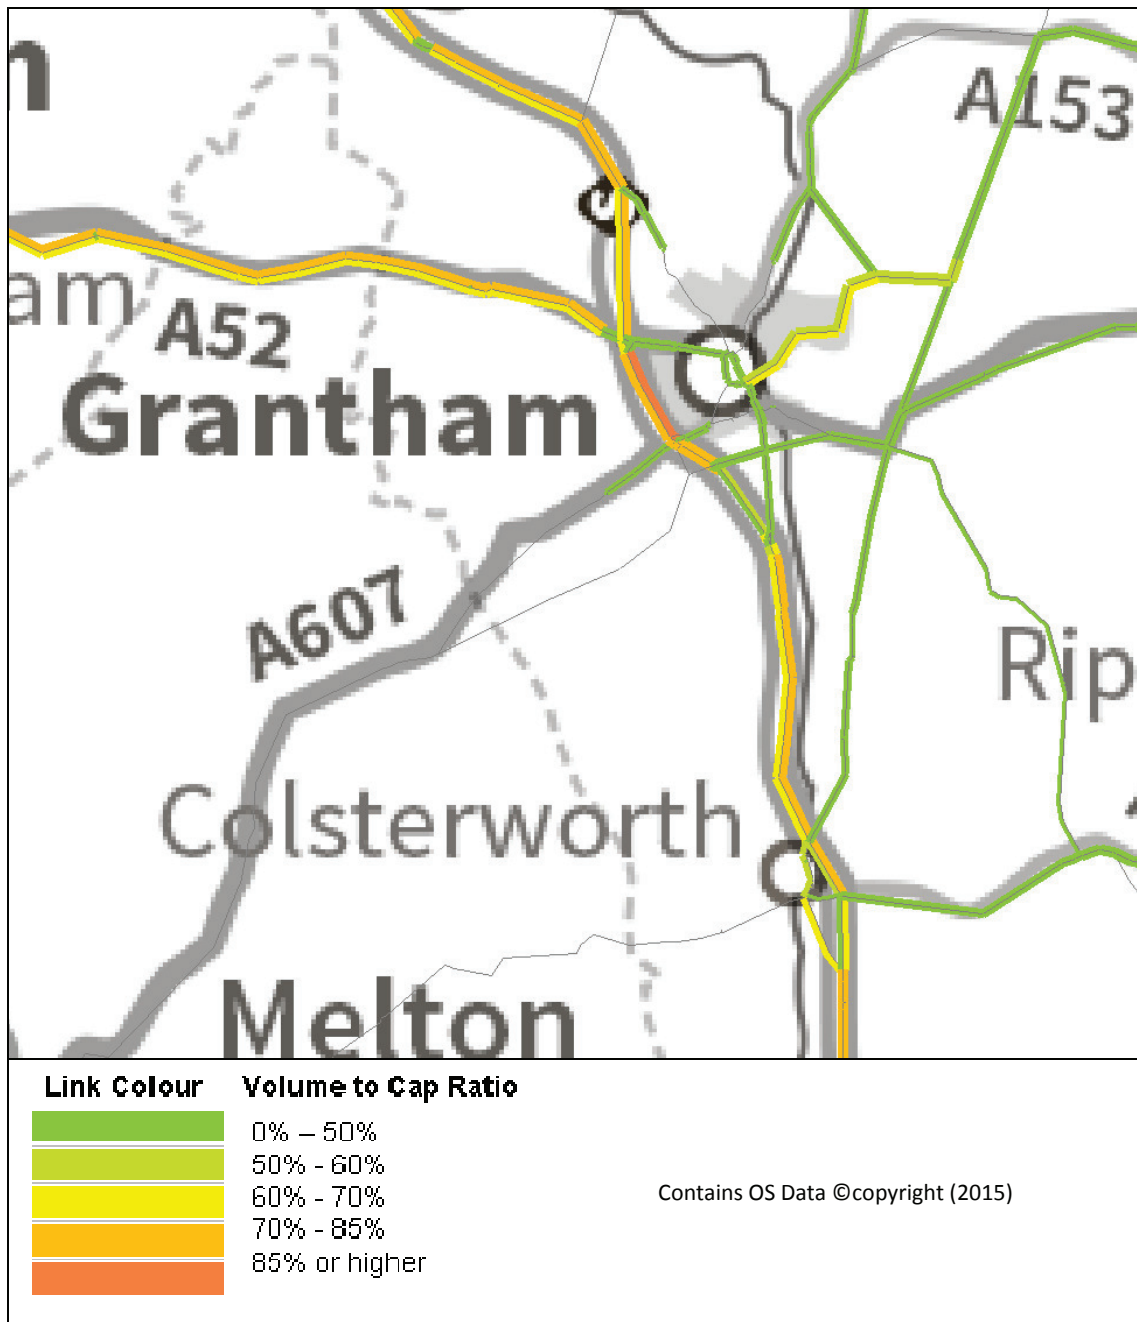 m
A153
am
A52
Grantham
A607
Rip
Colsterworth
Melton
Link Colour Volume to Cap Ratio
0% – 50%
50% - 60%
60% - 70%
70% - 85%
85% or higher
Contains OS Data ©copyright (2015)